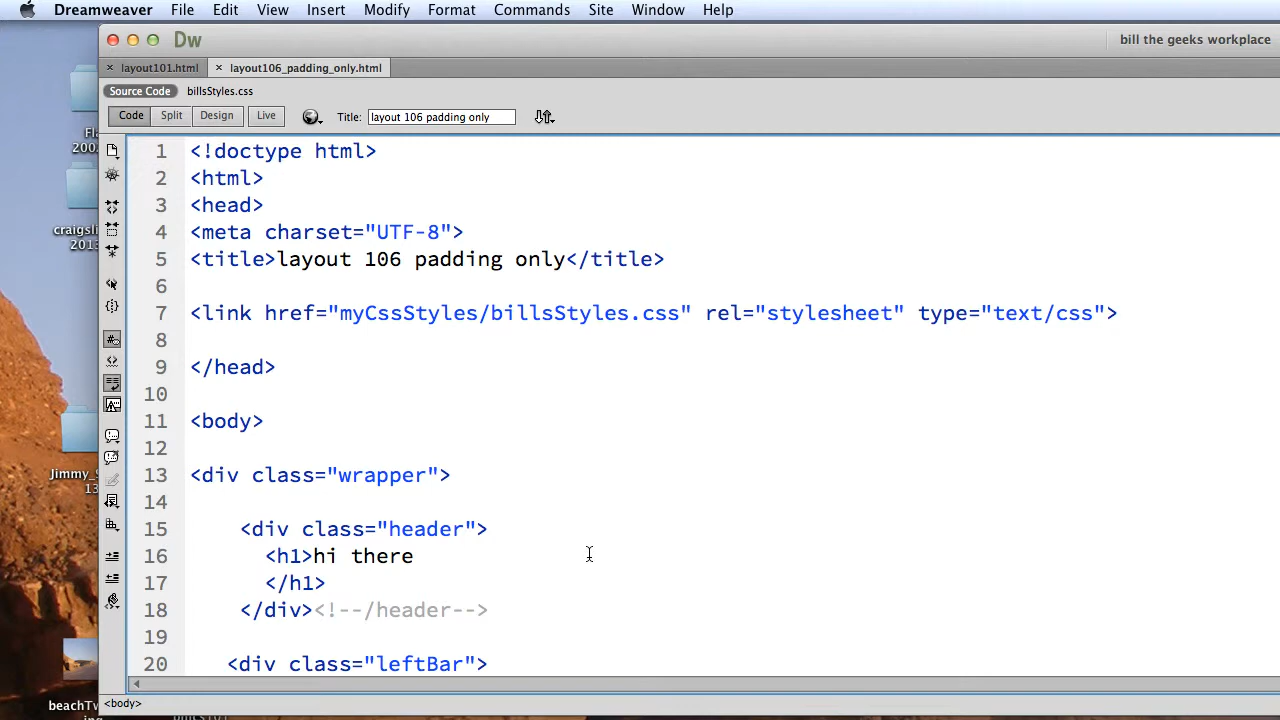 Dreamweaver File Edit View Insert Modify Format Commands Site Window Help
Dw bill the geeks workplace
× layout101.html × layout106_padding_only.html
Source Code billsStyles.css
Code Split Design Live Title: layout 106 padding only
1 <!doctype html>
2 <html>
3 <head>
4 <meta charset="UTF-8">
5 <title>layout 106 padding only</title>
6
7 <link href="myCssStyles/billsStyles.css" rel="stylesheet" type="text/css">
8
9 </head>
10
11 <body>
12
13 <div class="wrapper">
14
15 <div class="header">
16 <h1>hi there
17 </h1>
18 </div><!--/header-->
19
20 <div class="leftBar">
<body>